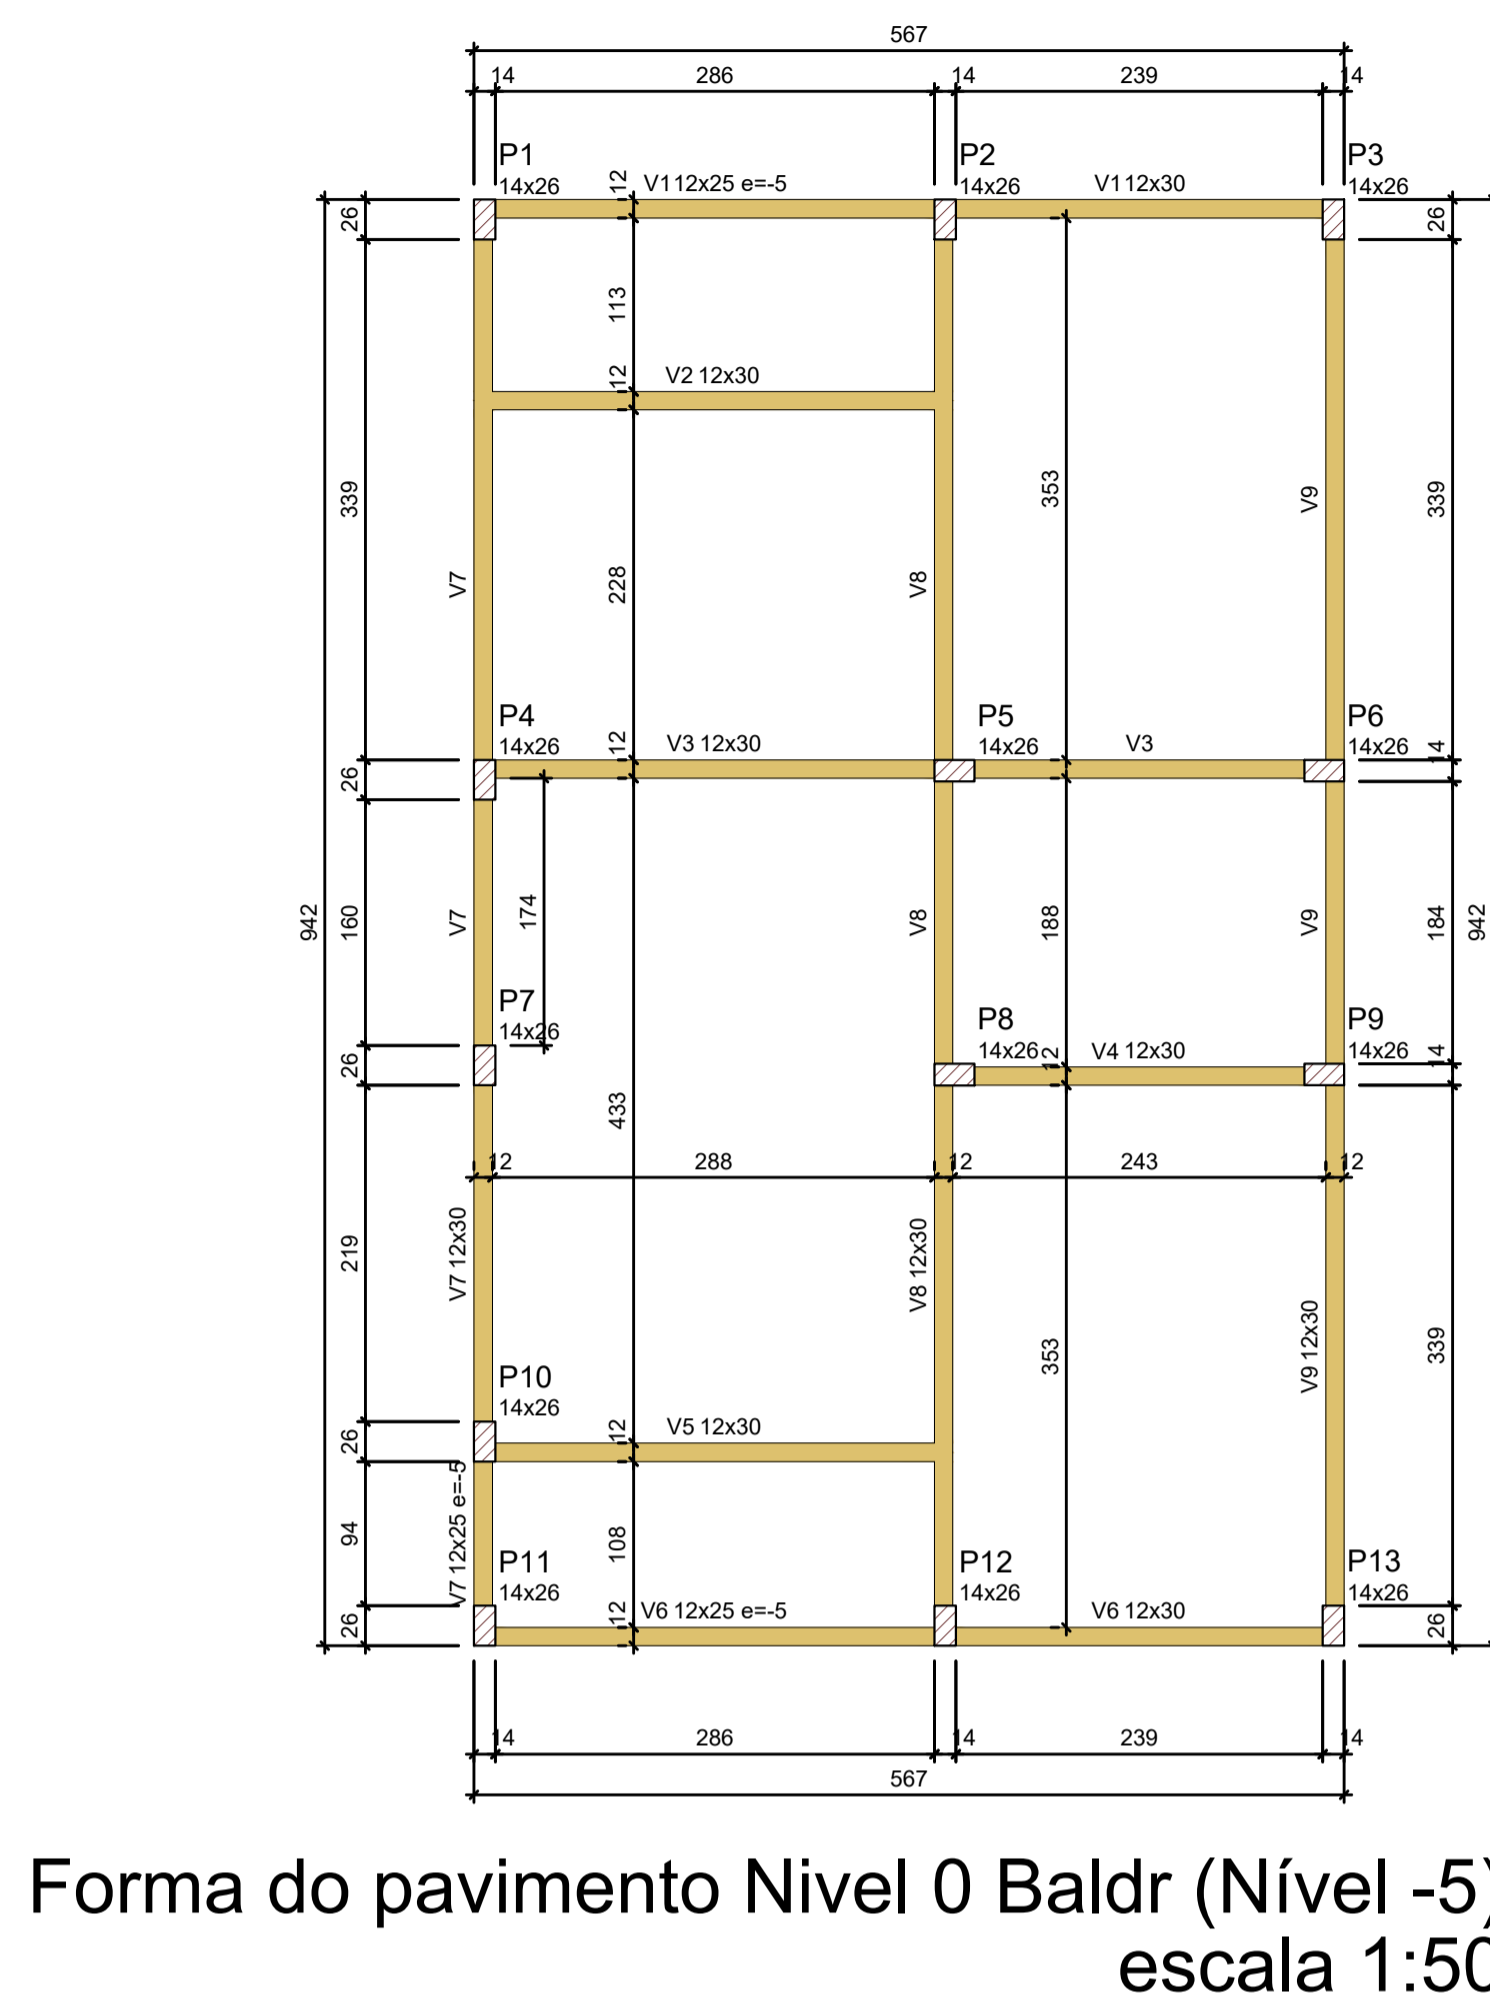 567
14 286 14 239 14
P1 P2 P3
14x26 12 V1 12x25 e=-5 14x26 V1 12x30 14x26
26 26
113
12 V2 12x30
339 353 V9 339
V7 228 V8
P4 P5 P6
14x26 12 V3 12x30 14x26 V3 14x26 14
26
942 160 V7 174 V8 188 V9 184 942
P7 P8 P9
14x26 14x26 12 V4 12x30 14x26 14
26
433
12 288 12 243 12
219 V7 12x30 V8 12x30
353 V9 12x30 339
P10
14x26
26 12 V5 12x30
V7 12x25 e=-5
94 108
P11 P12 P13
14x26 14x26 14x26
26 12 V6 12x25 e=-5 V6 12x30 26
14 286 14 239 14
567
Forma do pavimento Nivel 0 Baldr (Nível -5)
escala 1:50